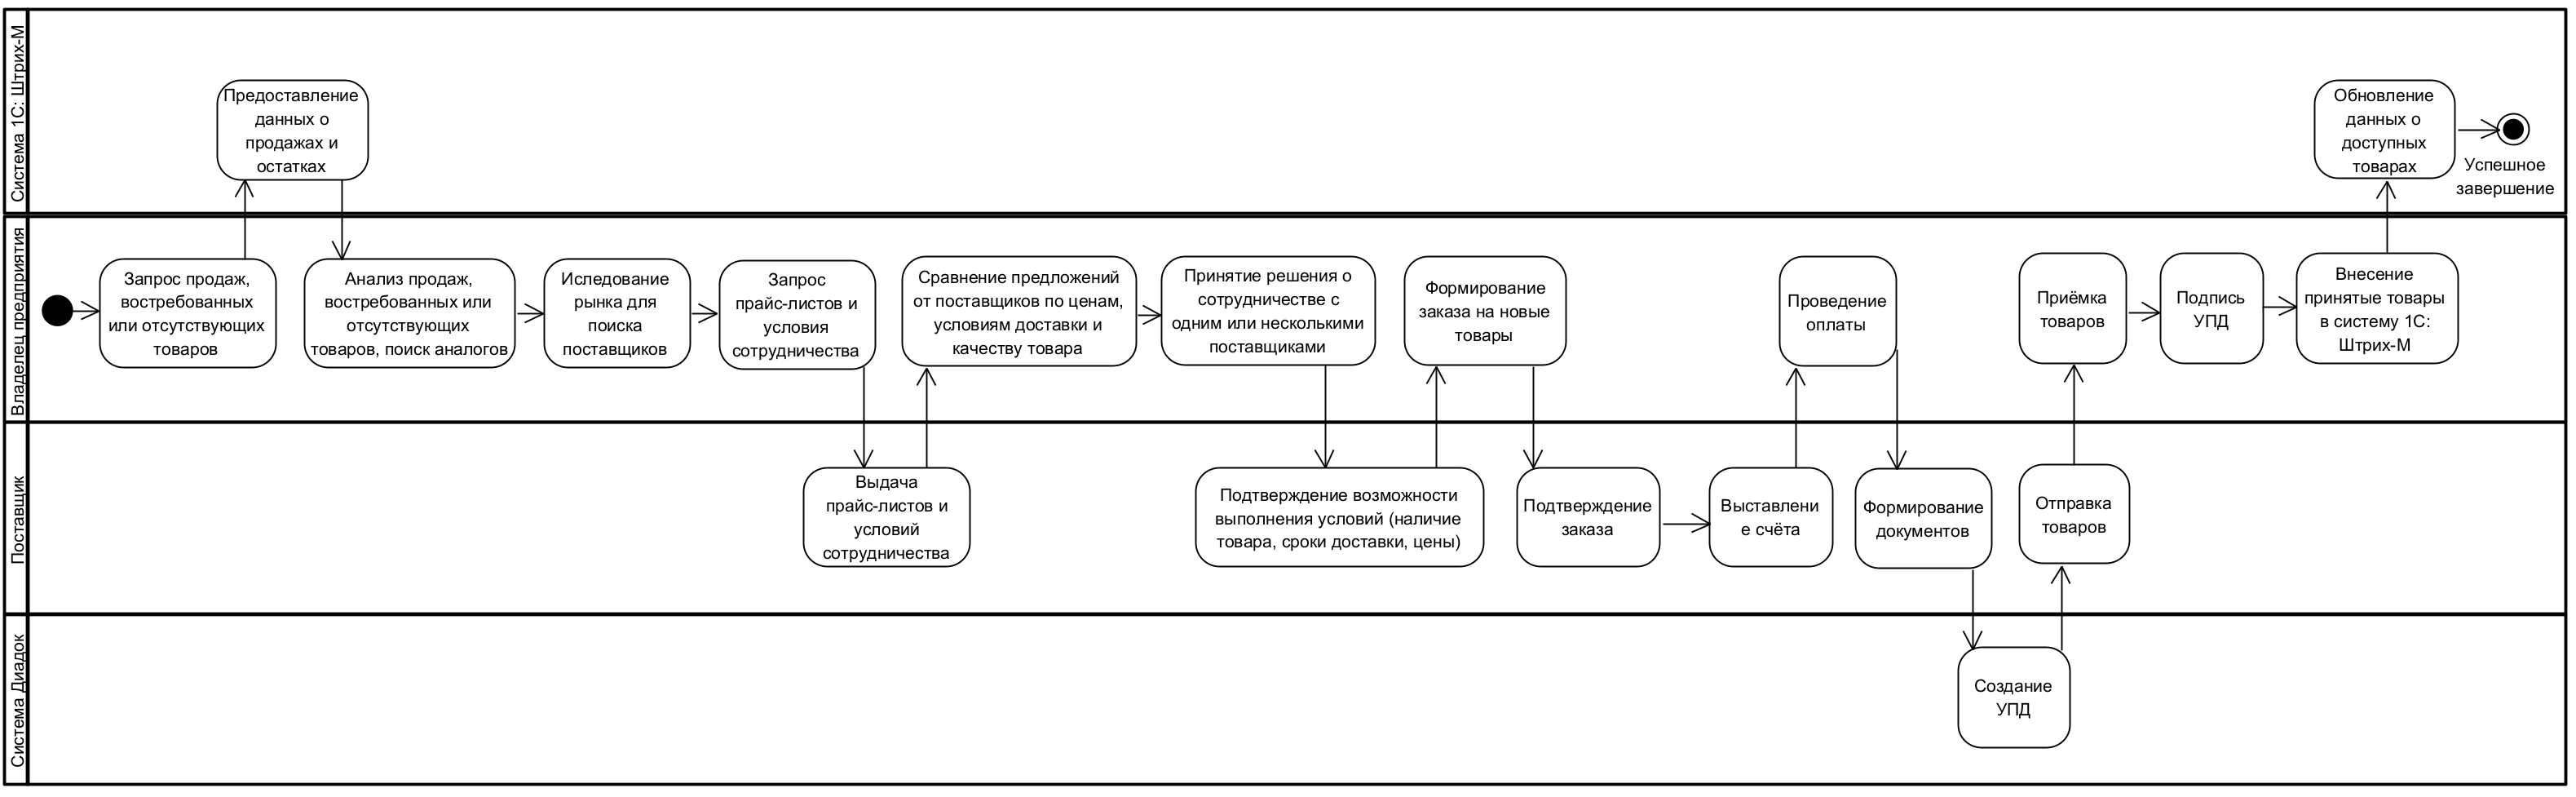 Система 1С: Штрих-М
Предоставление
данных о
продажах и
остатках
Обновление
данных о
доступных
товарах
Успешное
завершение
Владелец предприятия
Запрос продаж,
востребованных
или отсутствующих
товаров
Анализ продаж,
востребованных или
отсутствующих
товаров, поиск аналогов
Иследование
рынка для
поиска
поставщиков
Запрос
прайс-листов и
условия
сотрудничества
Сравнение предложений
от поставщиков по ценам,
условиям доставки и
качеству товара
Принятие решения о
сотрудничестве с
одним или несколькими
поставщиками
Формирование
заказа на новые
товары
Проведение
оплаты
Приёмка
товаров
Подпись
УПД
Внесение
принятые товары
в систему 1С:
Штрих-М
Поставщик
Выдача
прайс-листов и
условий
сотрудничества
Подтверждение возможности
выполнения условий (наличие
товара, сроки доставки, цены)
Подтверждение
заказа
Выставлени
е счёта
Формирование
документов
Отправка
товаров
Система Диадок
Создание
УПД